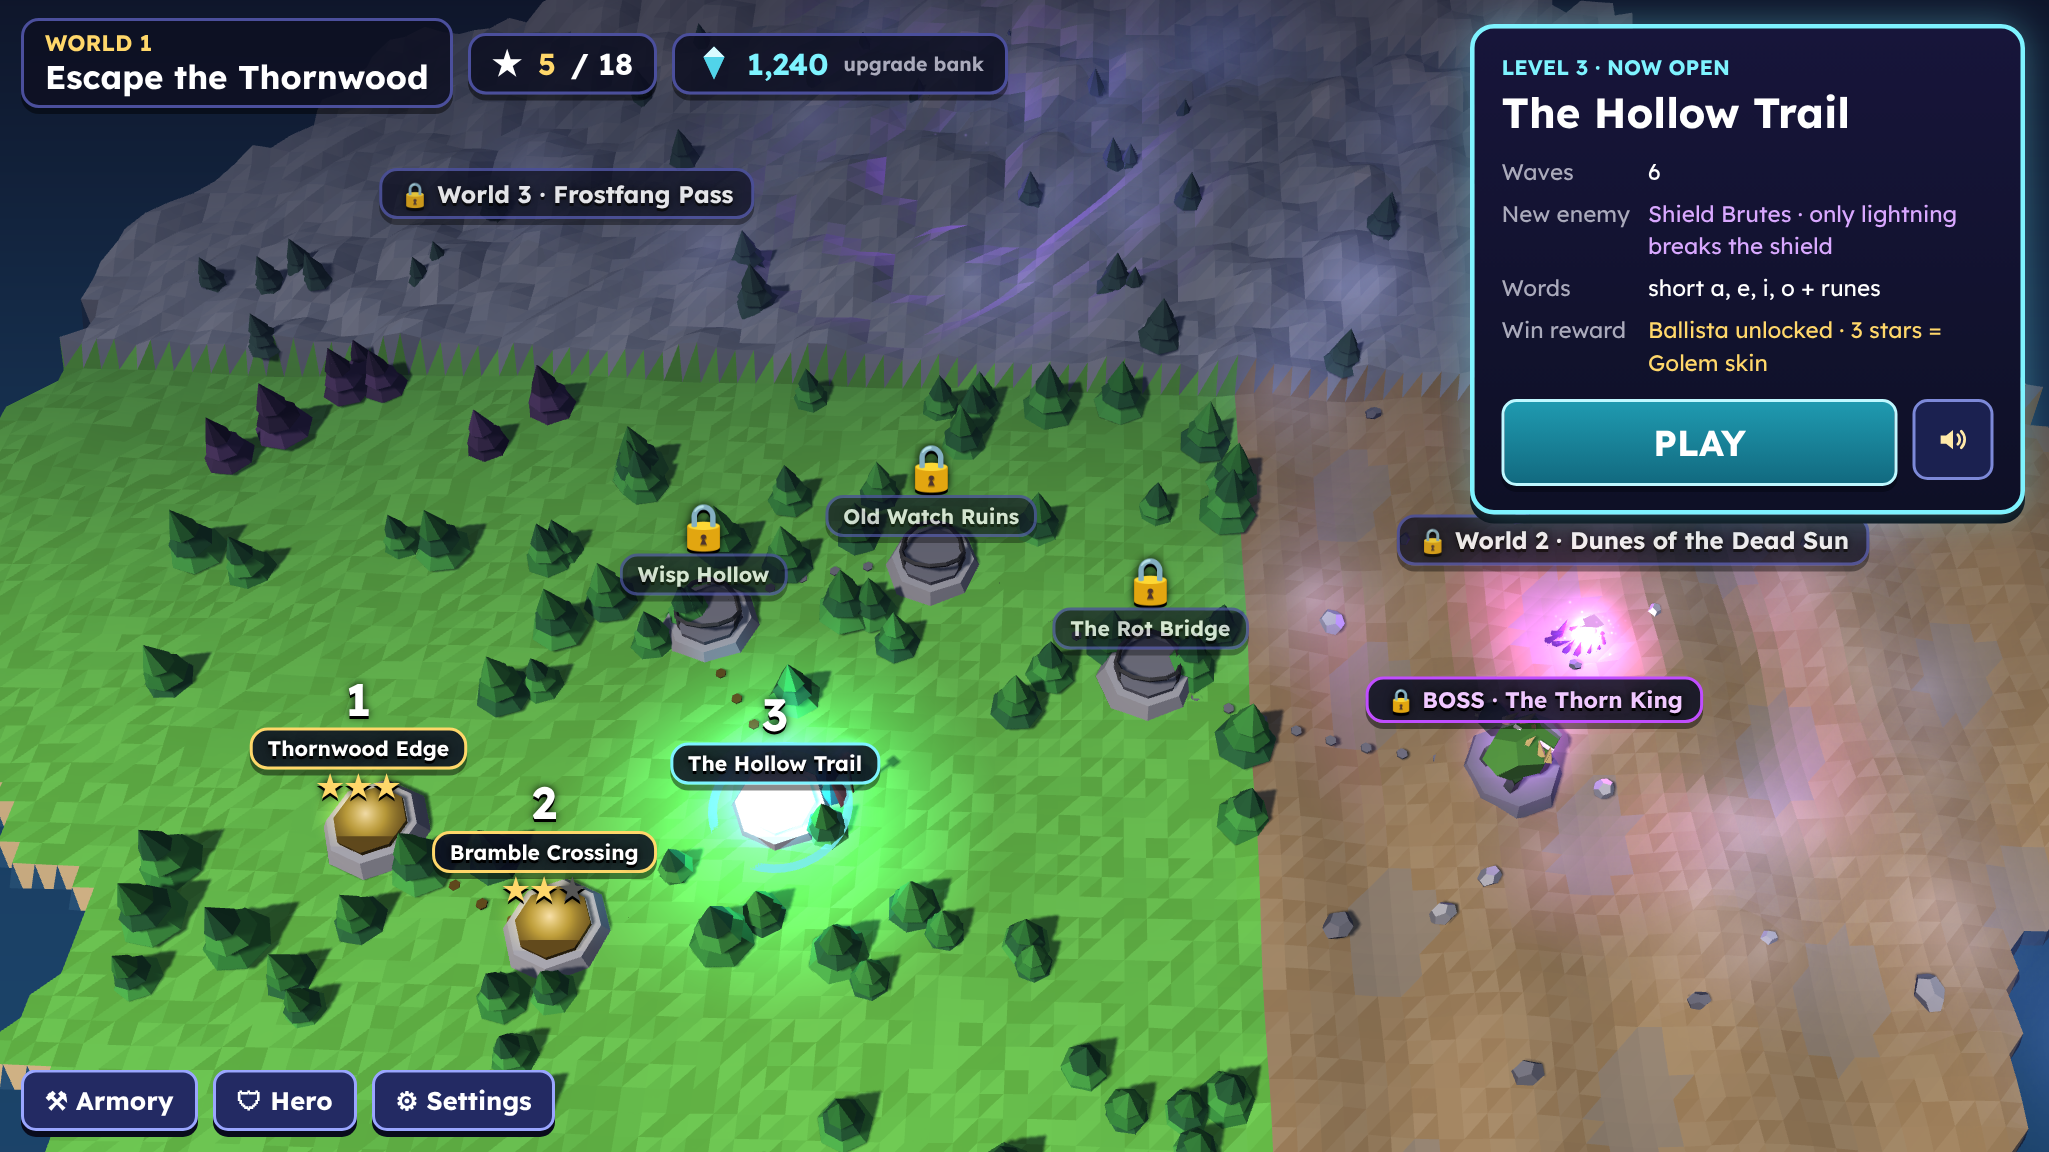 WORLD 1
Escape the Thornwood
5 / 18
1,240 upgrade bank
LEVEL 3 · NOW OPEN
The Hollow Trail
Waves 6
New enemy Shield Brutes · only lightning
breaks the shield
Words short a, e, i, o + runes
Win reward Ballista unlocked · 3 stars =
Golem skin
PLAY
World 3 · Frostfang Pass
Old Watch Ruins
World 2 · Dunes of the Dead Sun
Wisp Hollow
The Rot Bridge
BOSS · The Thorn King
1
Thornwood Edge
3
The Hollow Trail
2
Bramble Crossing
Armory
Hero
Settings